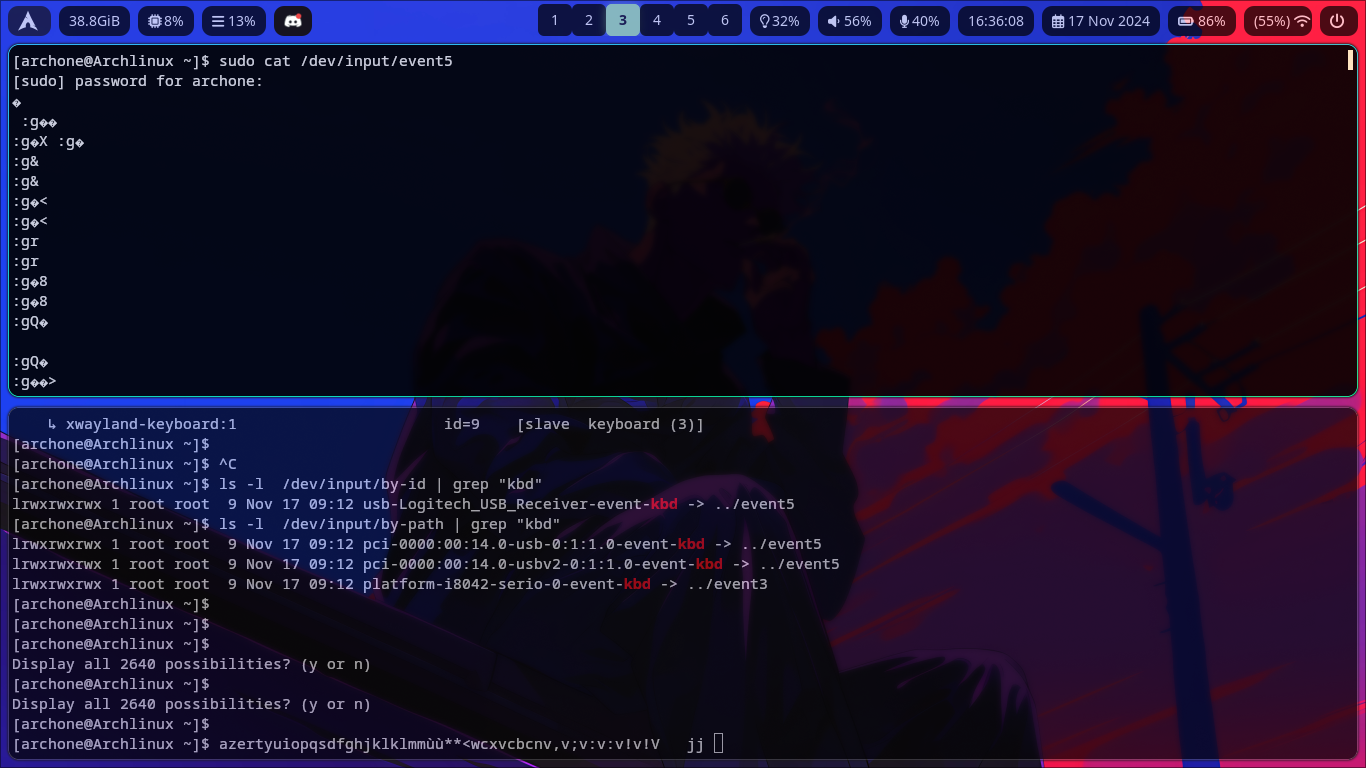 38.8GiB 8% 13% 1 2 3 4 5 6 32% 56% 40% 16:36:08 17 Nov 2024 86% (55%)
[archone@Archlinux ~]$ sudo cat /dev/input/event5
[sudo] password for archone:
�
:g��
:g�X :g�
:g&
:g&
:g�<
:g�<
:gr
:gr
:g�8
:g�8
:gQ�
:gQ�
:g��>
↳ xwayland-keyboard:1 id=9 [slave keyboard (3)]
[archone@Archlinux ~]$
[archone@Archlinux ~]$ ^C
[archone@Archlinux ~]$ ls -l  /dev/input/by-id | grep "kbd"
lrwxrwxrwx 1 root root  9 Nov 17 09:12 usb-Logitech_USB_Receiver-event-kbd -> ../event5
[archone@Archlinux ~]$ ls -l  /dev/input/by-path | grep "kbd"
lrwxrwxrwx 1 root root  9 Nov 17 09:12 pci-0000:00:14.0-usb-0:1:1.0-event-kbd -> ../event5
lrwxrwxrwx 1 root root  9 Nov 17 09:12 pci-0000:00:14.0-usbv2-0:1:1.0-event-kbd -> ../event5
lrwxrwxrwx 1 root root  9 Nov 17 09:12 platform-i8042-serio-0-event-kbd -> ../event3
[archone@Archlinux ~]$
[archone@Archlinux ~]$
[archone@Archlinux ~]$
Display all 2640 possibilities? (y or n)
[archone@Archlinux ~]$
Display all 2640 possibilities? (y or n)
[archone@Archlinux ~]$
[archone@Archlinux ~]$ azertyuiopqsdfghjklklmmùù**<wcxvcbcnv,v;v:v:v!v!V   jj